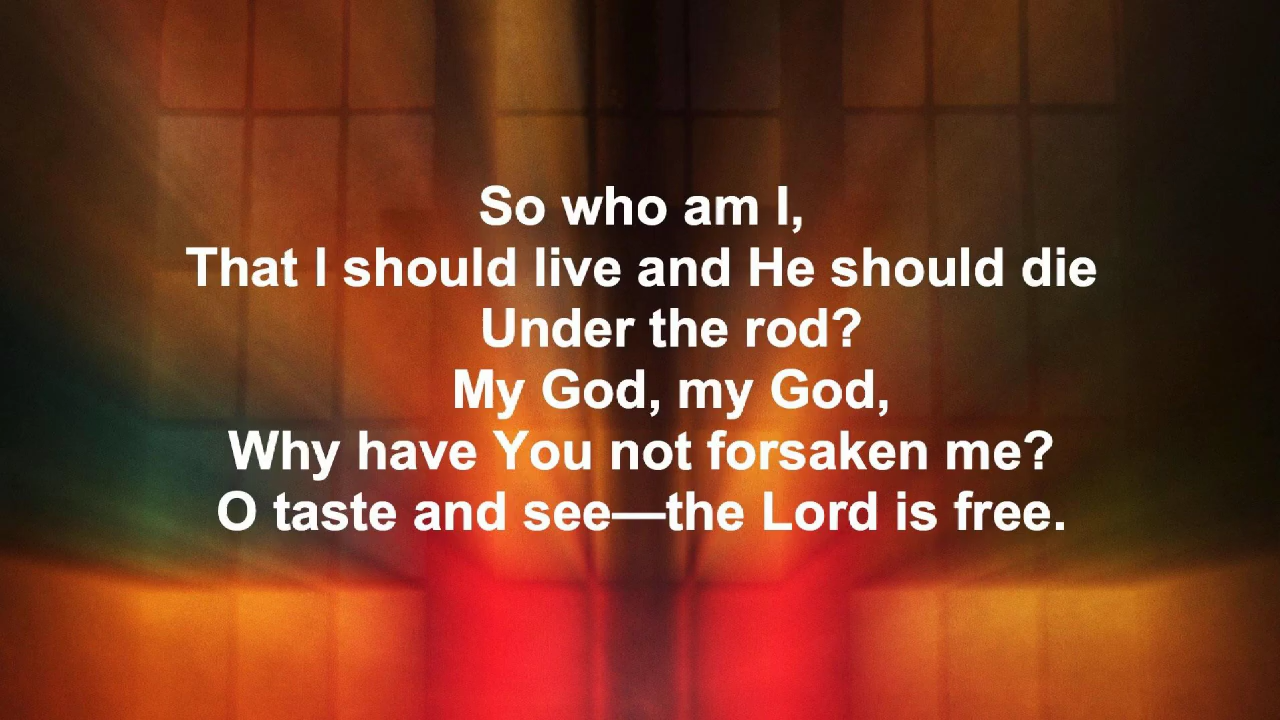 So who am I,
That I should live and He should die
Under the rod?
My God, my God,
Why have You not forsaken me?
O taste and see—the Lord is free.